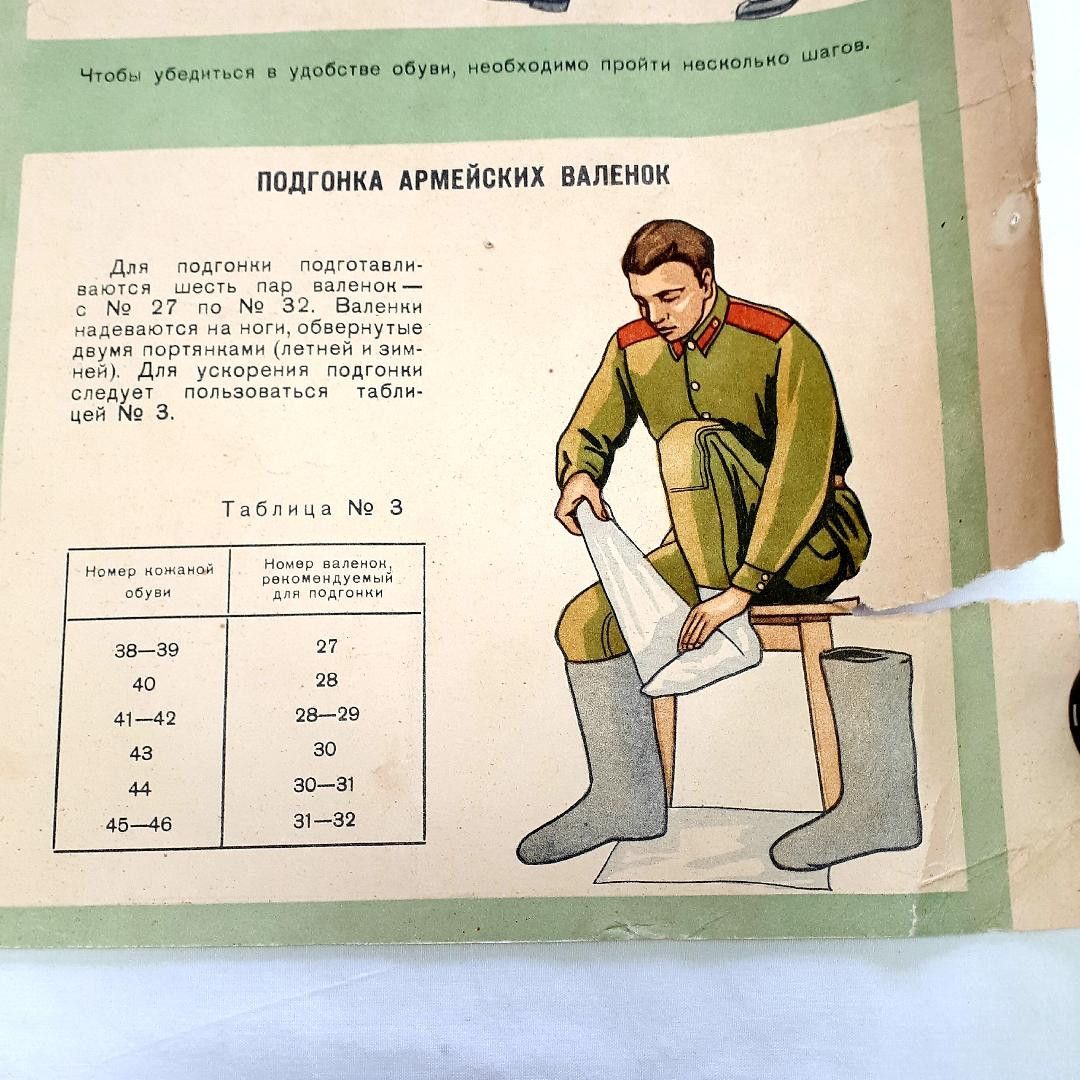 Чтобы убедиться в удобстве обуви, необходимо пройти несколько шагов.
ПОДГОНКА АРМЕЙСКИХ ВАЛЕНОК
Для подгонки подготавли-
ваются шесть пар валенок —
с № 27 по № 32. Валенки
надеваются на ноги, обвернутые
двумя портянками (летней и зим-
ней). Для ускорения подгонки
следует пользоваться табли-
цей № 3.
Таблица № 3
Номер кожаной
обуви
Номер валенок,
рекомендуемый
для подгонки
38—39 27
40 28
41—42 28—29
43 30
44 30—31
45—46 31—32